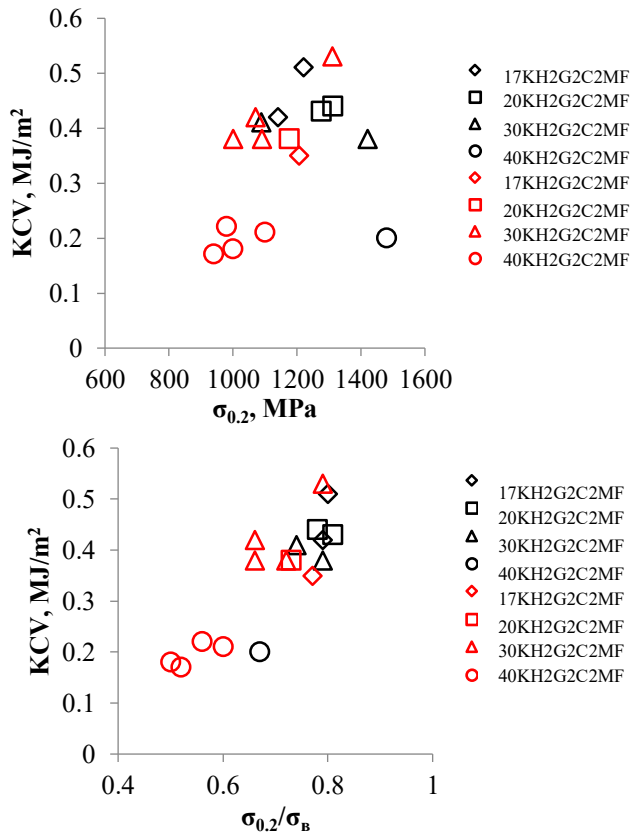 0.6
0.5
0.4
0.3
0.2
0.1
0
KCV, MJ/m²
600 800 1000 1200 1400 1600
σ0.2, MPa
17KH2G2C2MF
20KH2G2C2MF
30KH2G2C2MF
40KH2G2C2MF
17KH2G2C2MF
20KH2G2C2MF
30KH2G2C2MF
40KH2G2C2MF
0.6
0.5
0.4
0.3
0.2
0.1
0
KCV, MJ/m²
0.4 0.6 0.8 1
σ0.2/σв
17KH2G2C2MF
20KH2G2C2MF
30KH2G2C2MF
40KH2G2C2MF
17KH2G2C2MF
20KH2G2C2MF
30KH2G2C2MF
40KH2G2C2MF